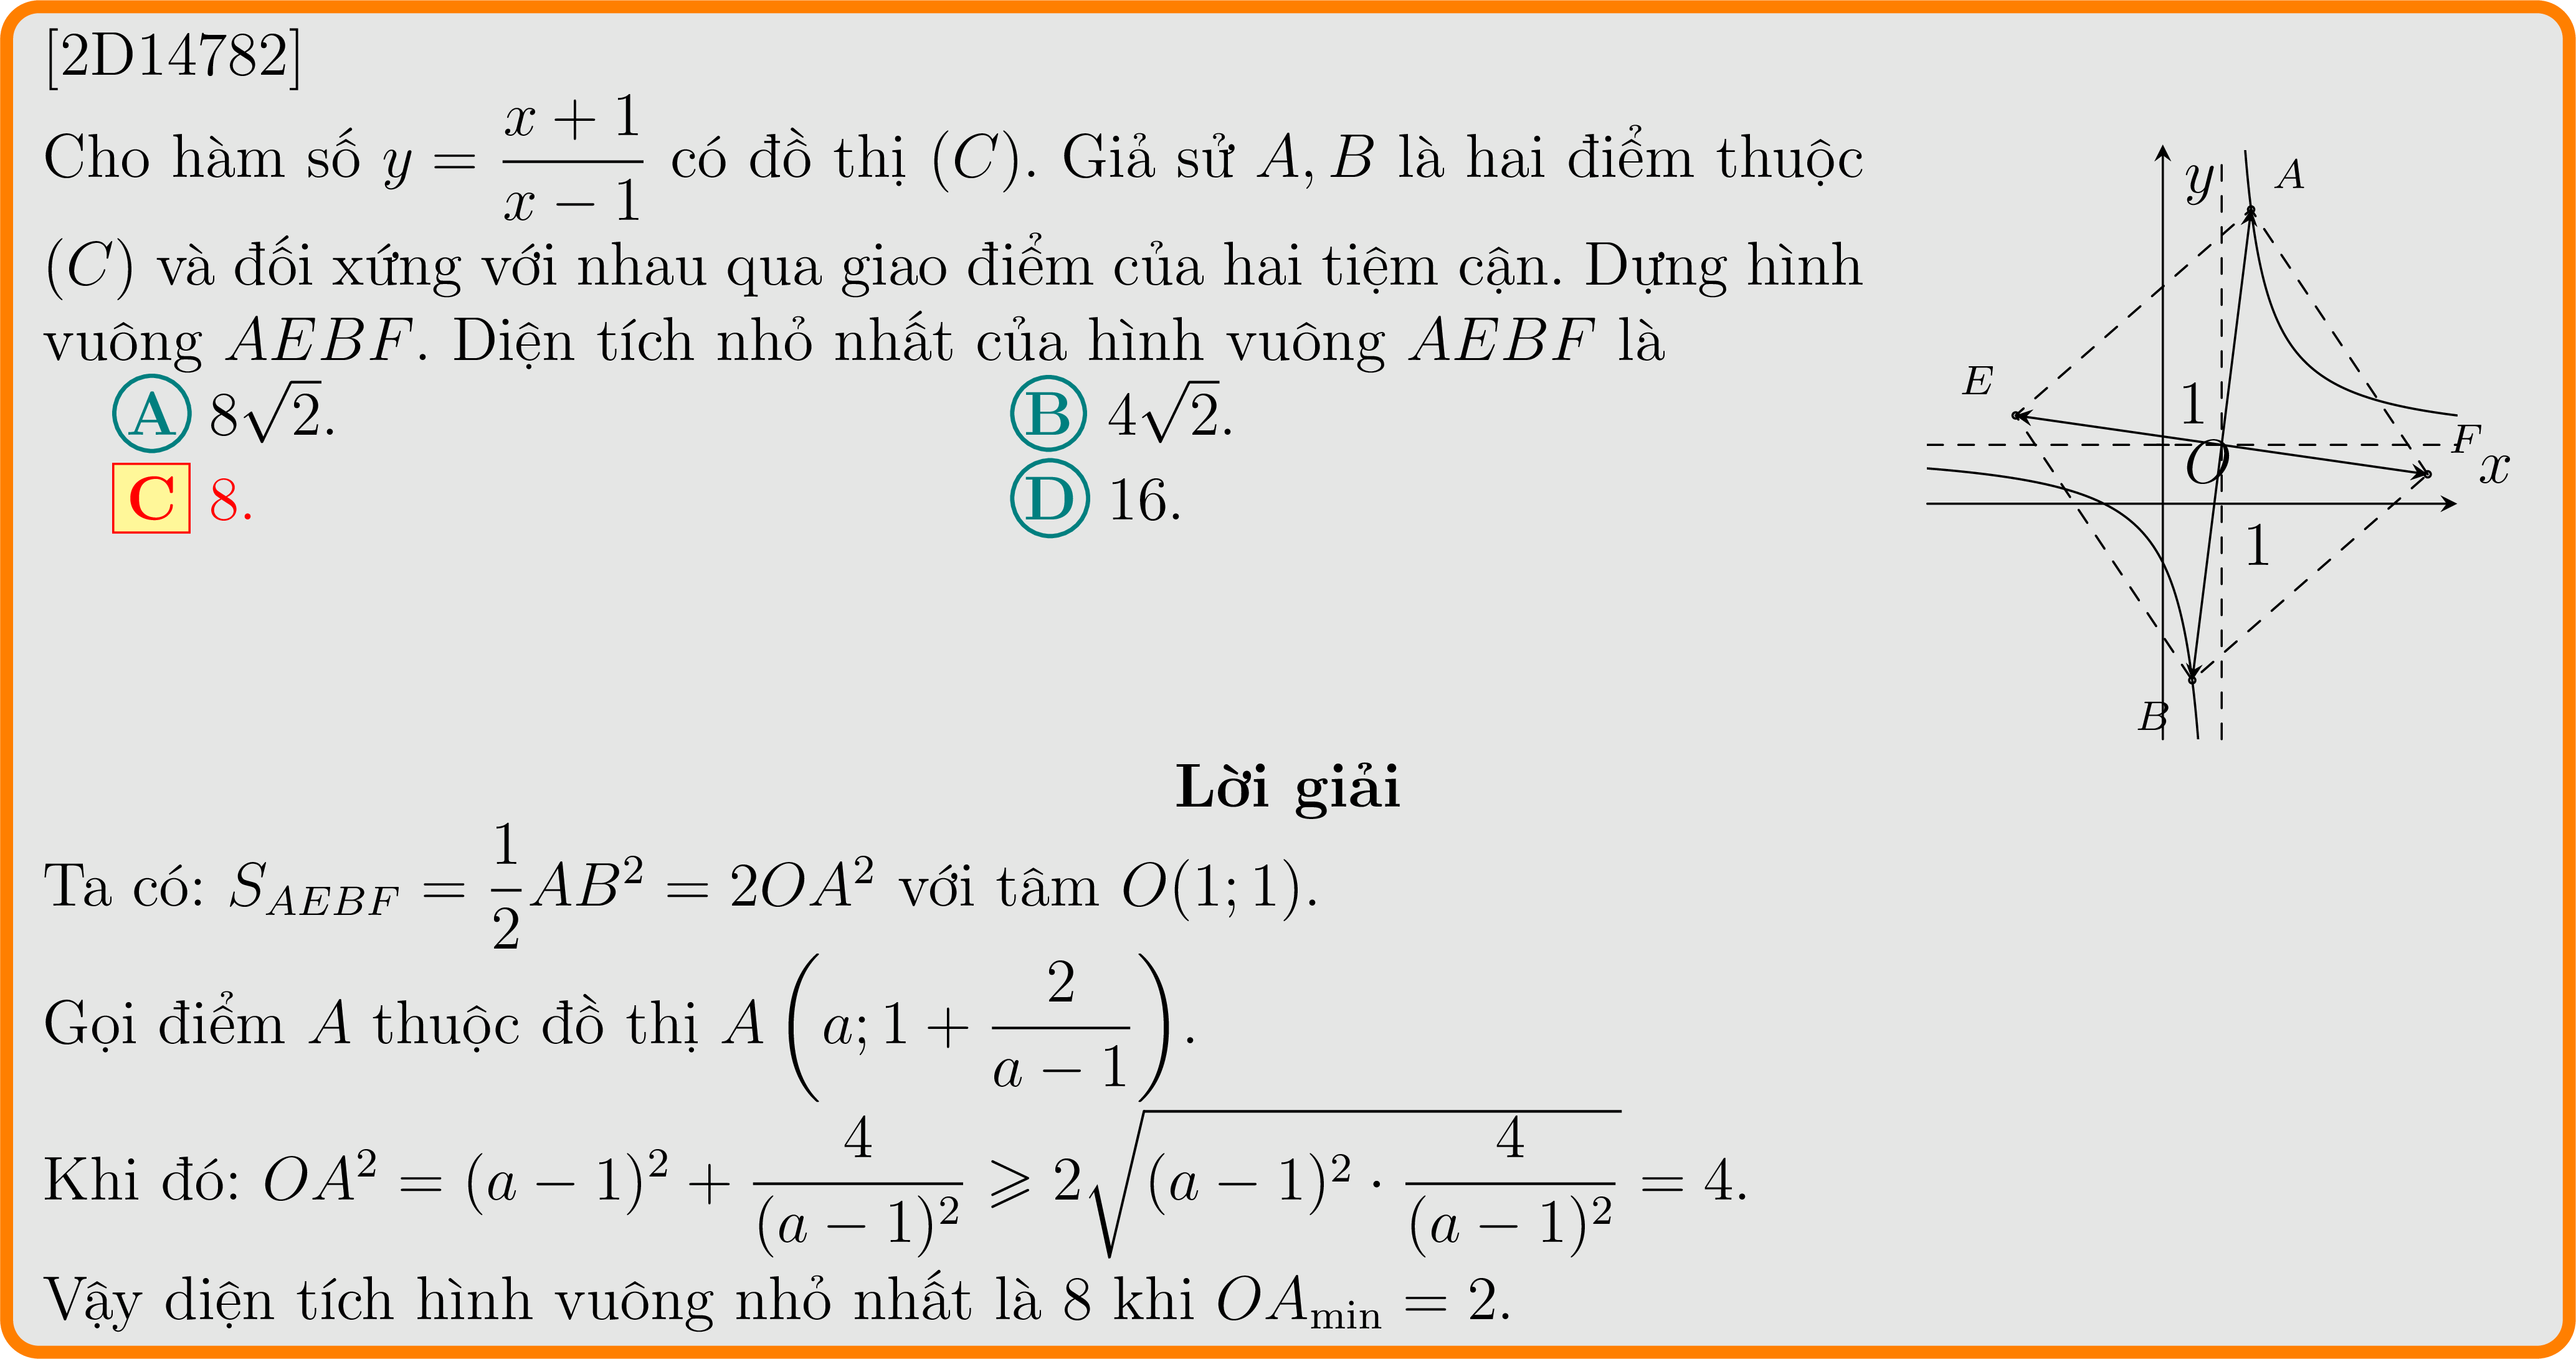 [2D14782]
Cho hàm số $y = \dfrac{x+1}{x-1}$ có đồ thị $(C)$. Giả sử $A, B$ là hai điểm thuộc
$(C)$ và đối xứng với nhau qua giao điểm của hai tiệm cận. Dựng hình
vuông $AEBF$. Diện tích nhỏ nhất của hình vuông $AEBF$ là
A $8\sqrt{2}$. B $4\sqrt{2}$.
C 8. D 16.
y
A
E
1
F
O
x
1
B
Lời giải
Ta có: $S_{AEBF} = \dfrac{1}{2}AB^2 = 2OA^2$ với tâm $O(1; 1)$.
Gọi điểm $A$ thuộc đồ thị $A\left(a; 1 + \dfrac{2}{a-1}\right)$.
Khi đó: $OA^2 = (a-1)^2 + \dfrac{4}{(a-1)^2} \geqslant 2\sqrt{(a-1)^2 \cdot \dfrac{4}{(a-1)^2}} = 4$.
Vậy diện tích hình vuông nhỏ nhất là 8 khi $OA_{\min} = 2$.